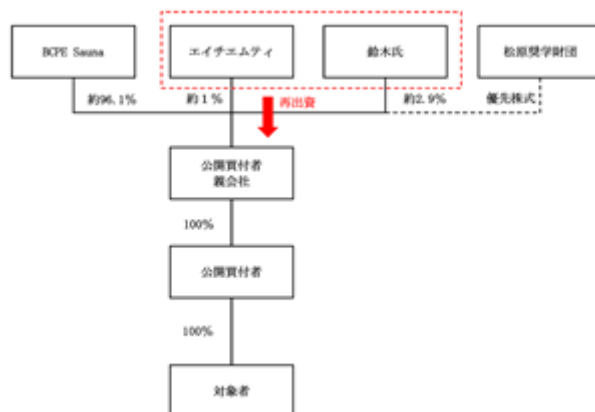 BCPE Sauna
エイチエムティ
鈴木氏
松原奨学財団
約96.1%
約1%
再出資
約2.9%
優先株式
公開買付者
親会社
100%
公開買付者
100%
対象者